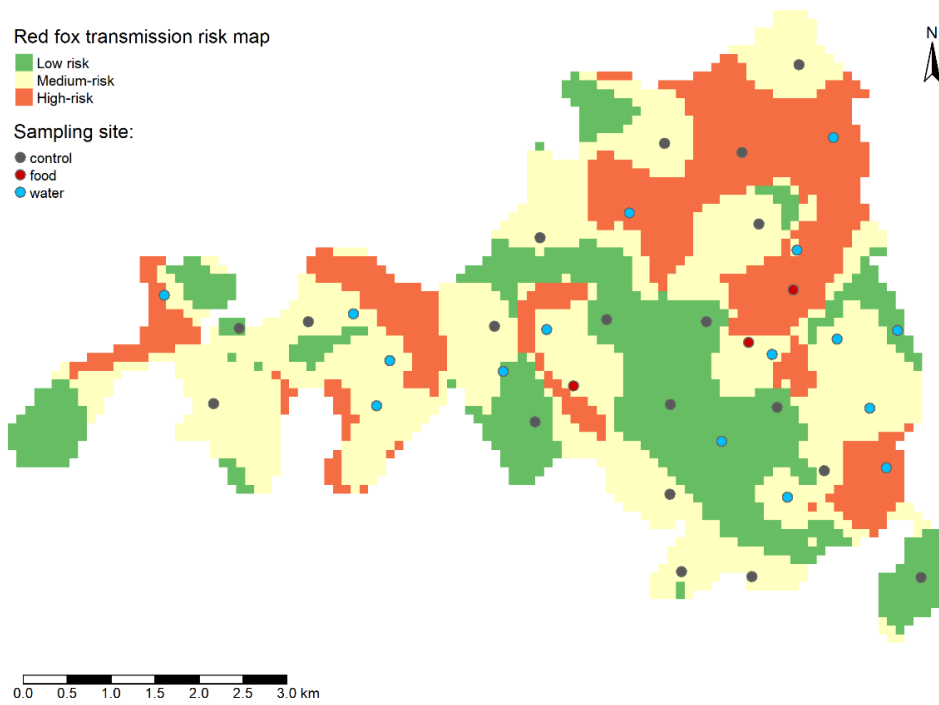 Red fox transmission risk map
Low risk
Medium-risk
High-risk
Sampling site:
control
food
water
N
0.0 0.5 1.0 1.5 2.0 2.5 3.0 km